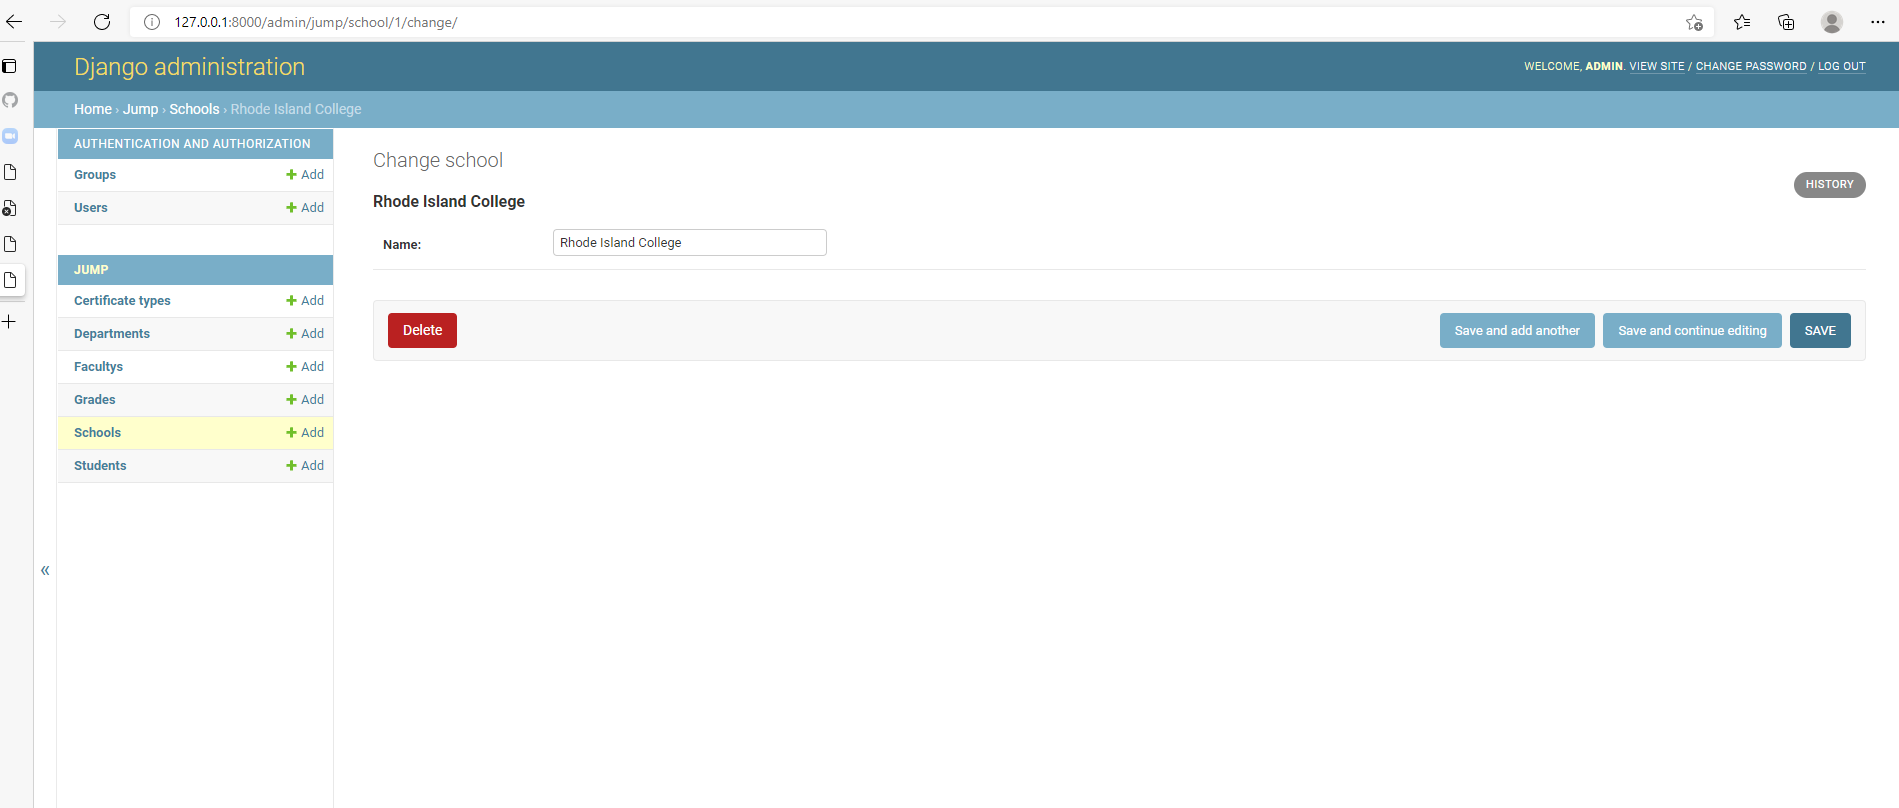 127.0.0.1:8000/admin/jump/school/1/change/
Django administration
WELCOME, ADMIN. VIEW SITE / CHANGE PASSWORD / LOG OUT
Home › Jump › Schools › Rhode Island College
AUTHENTICATION AND AUTHORIZATION
Groups + Add
Users + Add
JUMP
Certificate types + Add
Departments + Add
Facultys + Add
Grades + Add
Schools + Add
Students + Add
«
Change school
HISTORY
Rhode Island College
Name: Rhode Island College
Delete Save and add another Save and continue editing SAVE